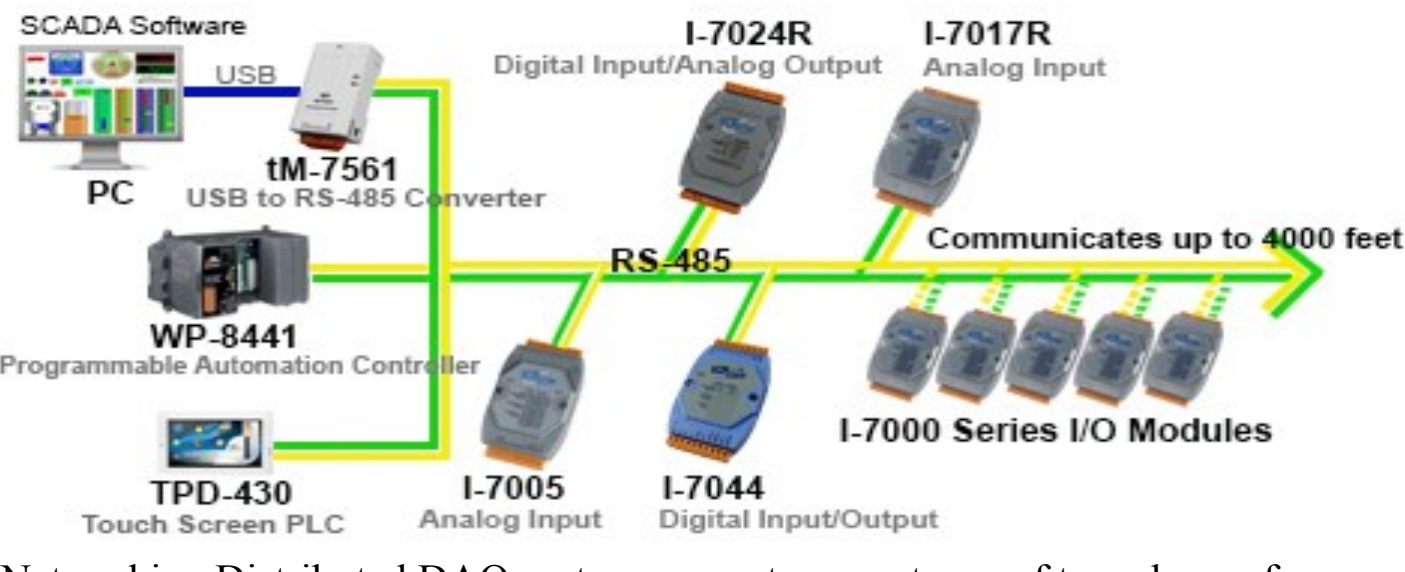 SCADA Software
USB
PC
tM-7561
USB to RS-485 Converter
I-7024R
Digital Input/Analog Output
I-7017R
Analog Input
WP-8441
Programmable Automation Controller
RS-485
Communicates up to 4000 feet
TPD-430
Touch Screen PLC
I-7005
Analog Input
I-7044
Digital Input/Output
I-7000 Series I/O Modules